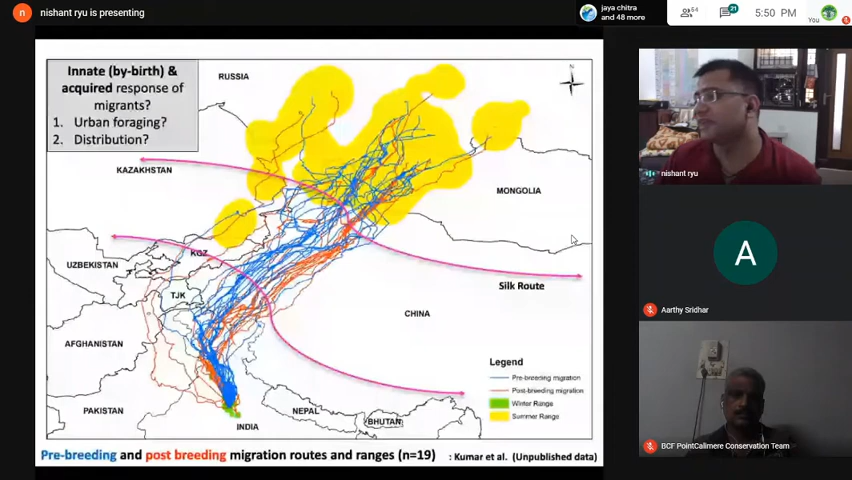 n nishant ryu is presenting
jaya chitra
and 48 more
54
21
5:50 PM
You
Innate (by-birth) &
acquired response of
migrants?
1. Urban foraging?
2. Distribution?
N
RUSSIA
KAZAKHSTAN
MONGOLIA
UZBEKISTAN
KGZ
TJK
Silk Route
CHINA
AFGHANISTAN
PAKISTAN
INDIA
NEPAL
BHUTAN
Legend
Pre-breeding migration
Post-breeding migration
Winter Range
Summer Range
Pre-breeding and post breeding migration routes and ranges (n=19) : Kumar et al. (Unpublished data)
nishant ryu
A
Aarthy Sridhar
BCF PointCalimere Conservation Team